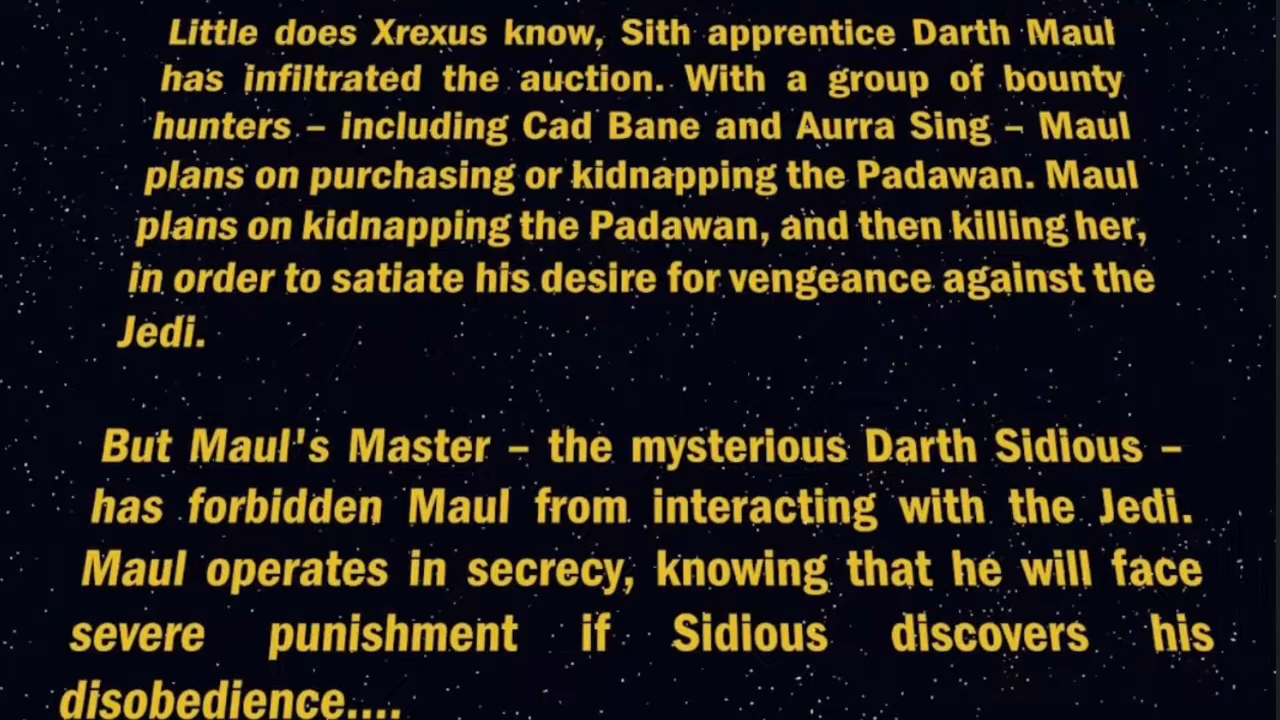 Little does Xrexus know, Sith apprentice Darth Maul
has infiltrated the auction. With a group of bounty
hunters – including Cad Bane and Aurra Sing – Maul
plans on purchasing or kidnapping the Padawan. Maul
plans on kidnapping the Padawan, and then killing her,
in order to satiate his desire for vengeance against the
Jedi.
But Maul's Master – the mysterious Darth Sidious –
has forbidden Maul from interacting with the Jedi.
Maul operates in secrecy, knowing that he will face
severe punishment if Sidious discovers his
disobedience....